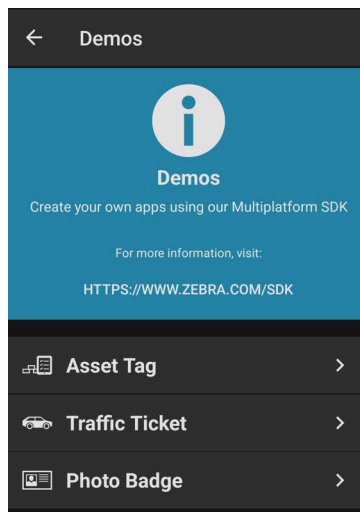 Demos
Demos
Create your own apps using our Multiplatform SDK
For more information, visit:
HTTPS://WWW.ZEBRA.COM/SDK
Asset Tag
Traffic Ticket
Photo Badge